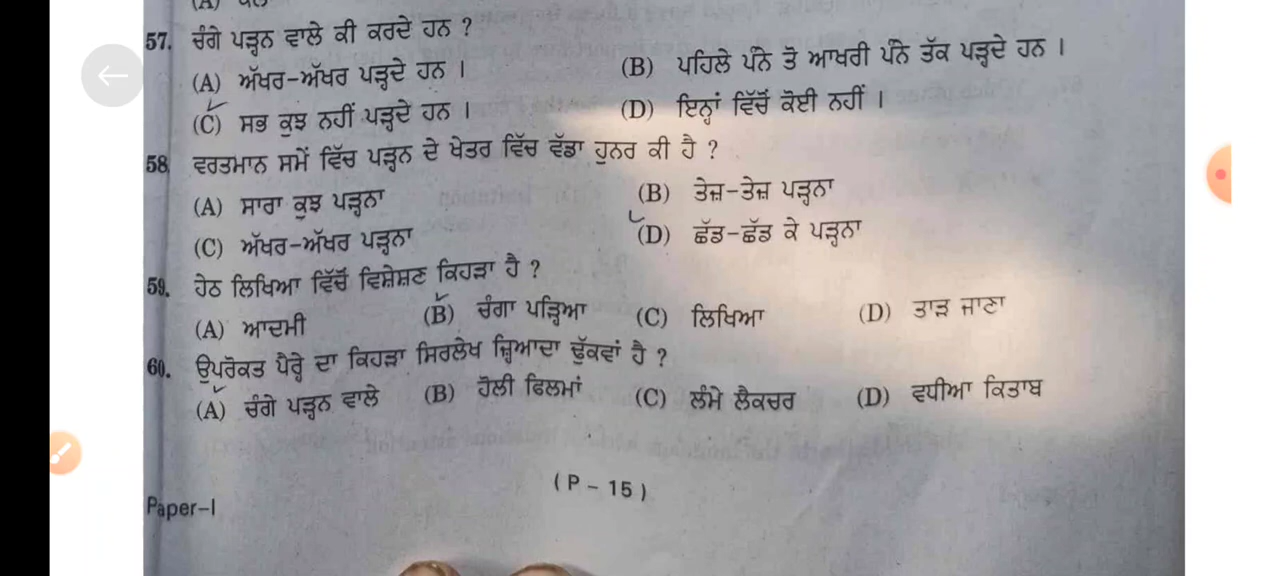 57. ਚੰਗੇ ਪੜ੍ਹਨ ਵਾਲੇ ਕੀ ਕਰਦੇ ਹਨ ?
(A) ਅੱਖਰ-ਅੱਖਰ ਪੜ੍ਹਦੇ ਹਨ । (B) ਪਹਿਲੇ ਪੰਨੇ ਤੋਂ ਆਖਰੀ ਪੰਨੇ ਤੱਕ ਪੜ੍ਹਦੇ ਹਨ ।
(C) ਸਭ ਕੁਝ ਨਹੀਂ ਪੜ੍ਹਦੇ ਹਨ । (D) ਇਨ੍ਹਾਂ ਵਿੱਚੋਂ ਕੋਈ ਨਹੀਂ ।
58. ਵਰਤਮਾਨ ਸਮੇਂ ਵਿੱਚ ਪੜ੍ਹਨ ਦੇ ਖੇਤਰ ਵਿੱਚ ਵੱਡਾ ਹੁਨਰ ਕੀ ਹੈ ?
(A) ਸਾਰਾ ਕੁਝ ਪੜ੍ਹਨਾ (B) ਤੇਜ਼-ਤੇਜ਼ ਪੜ੍ਹਨਾ
(C) ਅੱਖਰ-ਅੱਖਰ ਪੜ੍ਹਨਾ (D) ਛੱਡ-ਛੱਡ ਕੇ ਪੜ੍ਹਨਾ
59. ਹੇਠ ਲਿਖਿਆ ਵਿੱਚੋਂ ਵਿਸ਼ੇਸ਼ਣ ਕਿਹੜਾ ਹੈ ?
(A) ਆਦਮੀ (B) ਚੰਗਾ ਪੜ੍ਹਿਆ (C) ਲਿਖਿਆ (D) ਤਾੜ ਜਾਣਾ
60. ਉਪਰੋਕਤ ਪੈਰ੍ਹੇ ਦਾ ਕਿਹੜਾ ਸਿਰਲੇਖ ਜ਼੍ਹਿਆਦਾ ਢੁੱਕਵਾਂ ਹੈ ?
(A) ਚੰਗੇ ਪੜ੍ਹਨ ਵਾਲੇ (B) ਹੋਲੀ ਫਿਲਮਾਂ (C) ਲੰਮੇ ਲੈਕਚਰ (D) ਵਧੀਆ ਕਿਤਾਬ
( P - 15 )
Paper-I